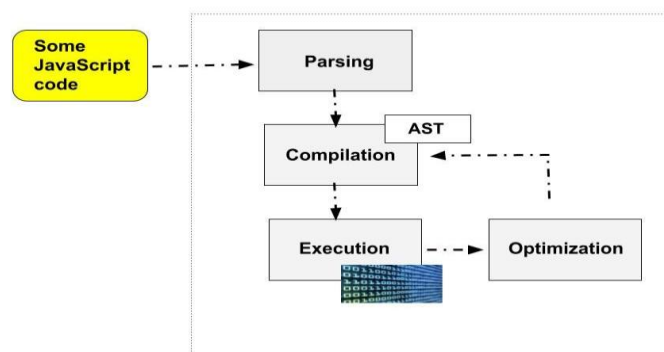 Some
JavaScript
code
Parsing
AST
Compilation
Execution
Optimization